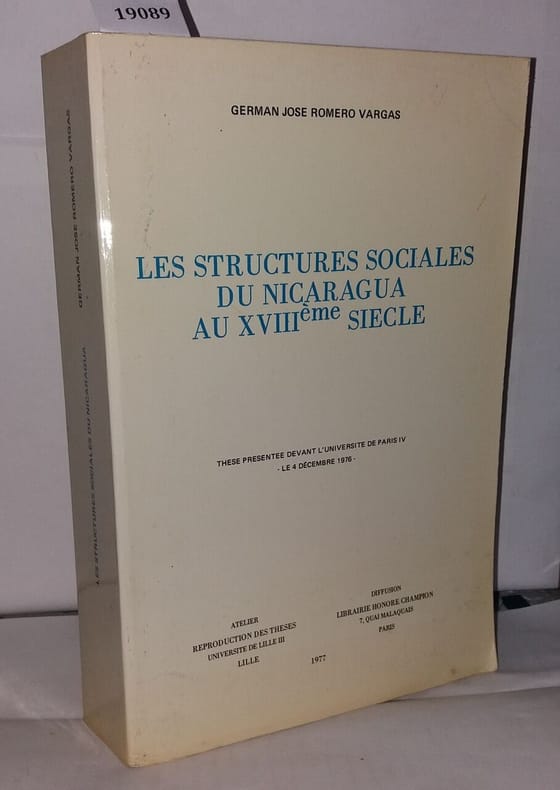 19089
GERMAN JOSE ROMERO VARGAS
LES STRUCTURES SOCIALES
DU NICARAGUA
AU XVIIIème SIECLE
THESE PRESENTEE DEVANT L'UNIVERSITE DE PARIS IV
- LE 4 DÉCEMBRE 1976 -
ATELIER
REPRODUCTION DES THESES
UNIVERSITE DE LILLE III
LILLE
1977
DIFFUSION
LIBRAIRIE HONORE CHAMPION
7, QUAI MALAQUAIS
PARIS
GERMAN JOSE ROMERO VARGAS
LES STRUCTURES SOCIALES DU NICARAGUA